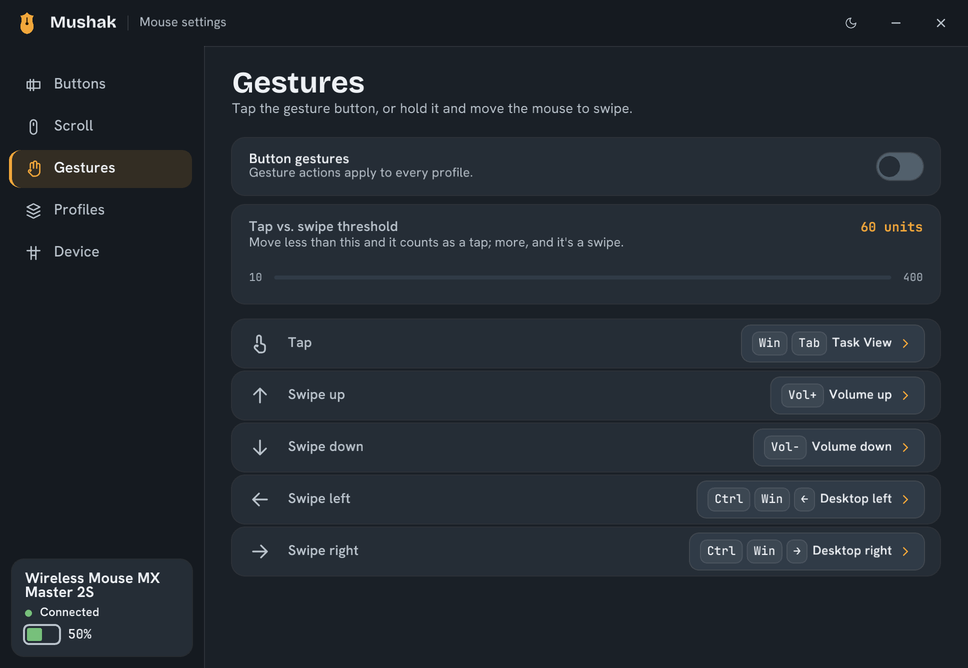 Mushak
Mouse settings
Buttons
Scroll
Gestures
Profiles
Device
Wireless Mouse MX
Master 2S
Connected
50%
Gestures
Tap the gesture button, or hold it and move the mouse to swipe.
Button gestures
Gesture actions apply to every profile.
Tap vs. swipe threshold
60 units
Move less than this and it counts as a tap; more, and it's a swipe.
10
400
Tap
Win Tab Task View
Swipe up
Vol+ Volume up
Swipe down
Vol- Volume down
Swipe left
Ctrl Win ← Desktop left
Swipe right
Ctrl Win → Desktop right